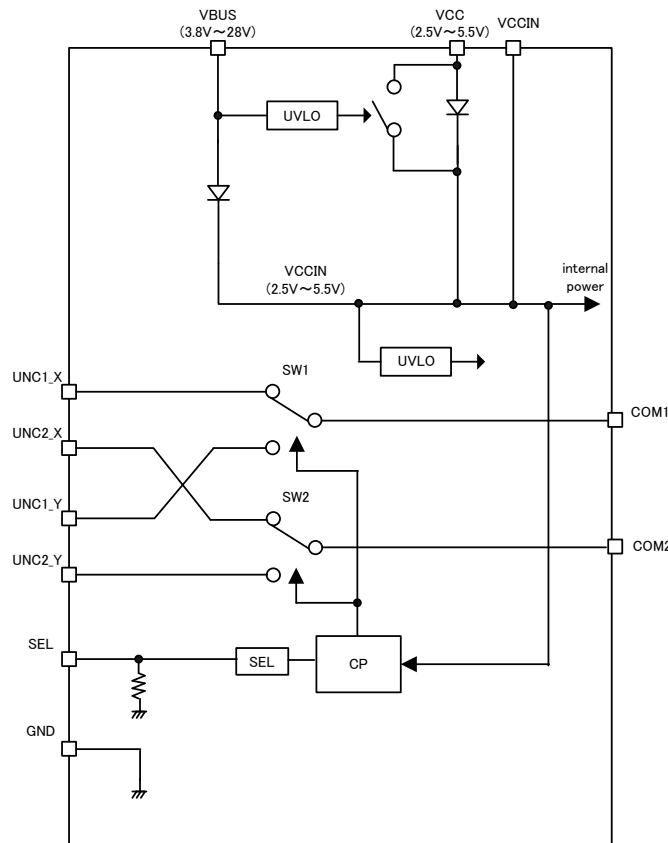 VBUS
(3.8V～28V)
VCC
(2.5V～5.5V)
VCCIN
UVLO
VCCIN
(2.5V～5.5V)
internal
power
UVLO
UNC1_X
SW1
COM1
UNC2_X
UNC1_Y
SW2
COM2
UNC2_Y
SEL
SEL
CP
GND